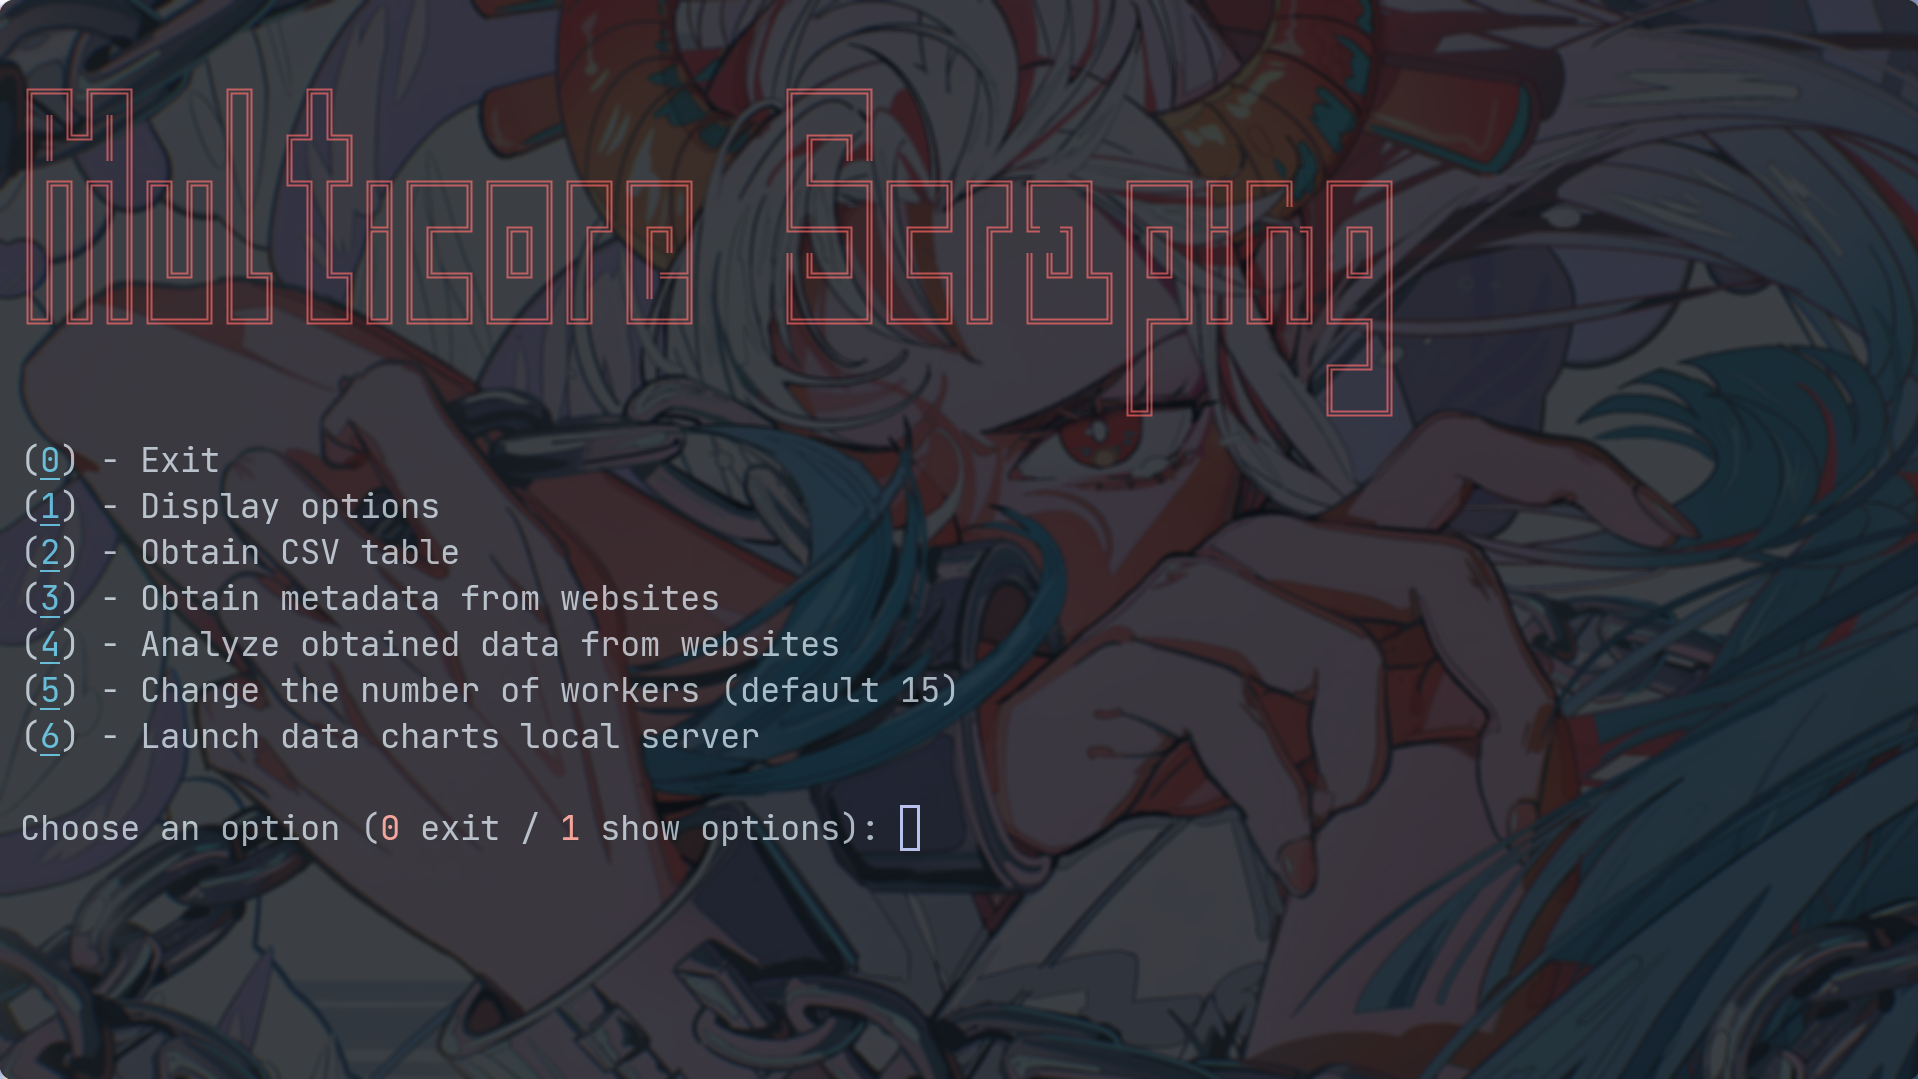 Multicore Scraping
(0) - Exit
(1) - Display options
(2) - Obtain CSV table
(3) - Obtain metadata from websites
(4) - Analyze obtained data from websites
(5) - Change the number of workers (default 15)
(6) - Launch data charts local server
Choose an option (0 exit / 1 show options):